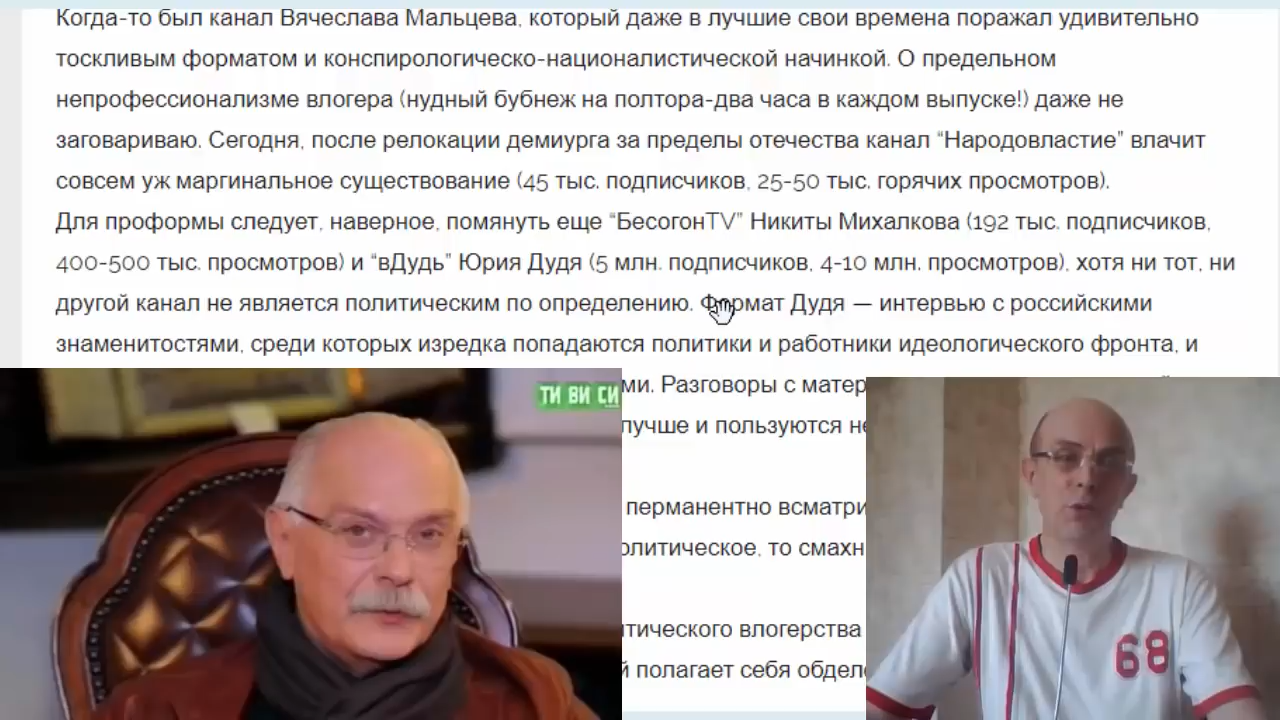 Когда-то был канал Вячеслава Мальцева, который даже в лучшие свои времена поражал удивительно
тоскливым форматом и конспирологическо-националистической начинкой. О предельном
непрофессионализме влогера (нудный бубнеж на полтора-два часа в каждом выпуске!) даже не
заговариваю. Сегодня, после релокации демиурга за пределы отечества канал “Народовластие” влачит
совсем уж маргинальное существование (45 тыс. подписчиков, 25-50 тыс. горячих просмотров).
Для проформы следует, наверное, помянуть еще “БесогонTV” Никиты Михалкова (192 тыс. подписчиков,
400-500 тыс. просмотров) и “вДудь” Юрия Дудя (5 млн. подписчиков, 4-10 млн. просмотров), хотя ни тот, ни
другой канал не является политическим по определению. Формат Дудя — интервью с российскими
знаменитостями, среди которых изредка попадаются политики и работники идеологического фронта, и
ми. Разговоры с матер
лучше и пользуются не
перманентно всматри
олитическое, то смахн
тического влогерства
й полагает себя обдел
ТИ ВИ СИ
68